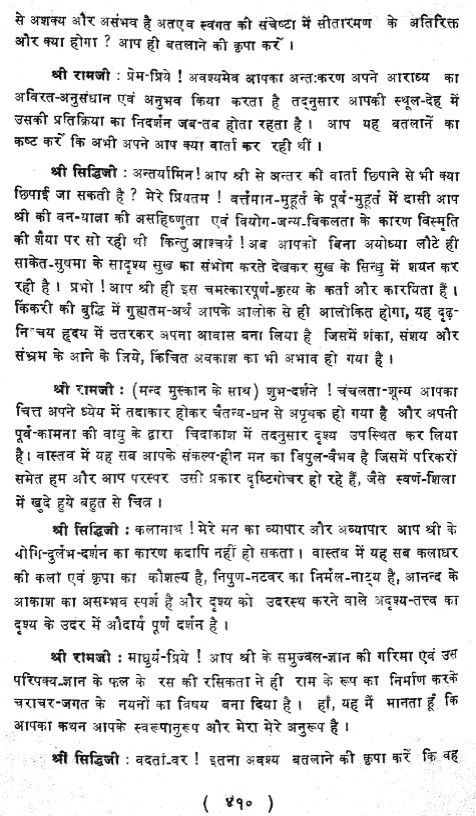 से अशक्य और असंभव है अतएव स्वगत की संचेष्टा में सीतारमण के अतिरिक्त
और क्या होगा ? आप ही बतलाने की कृपा करें ।
श्री रामजी : प्रेम-प्रिये ! अवश्यमेव आपका अन्त:करण अपने आराध्य का
अविरत-अनुसंधान एवं अनुभव किया करता है तदनुसार आपकी स्थूल-देह में
उसकी प्रतिक्रिया का निदर्शन जब-तब होता रहता है । आप यह बतलानें का
कष्ट करें कि अभी अपने आप क्या वार्ता कर रही थीं ।
श्री सिद्धिजी : अन्तर्यामिन ! आप श्री से अन्तर की वार्ता छिपाने से भी क्या
छिपाई जा सकती है ? मेरे प्रियतम ! वर्त्तमान-मुहूर्त के पूर्व-मुहूर्त में दासी आप
श्री की वन-यात्रा की असहिष्णुता एवं वियोग-जन्य-विकलता के कारण विस्मृति
की शैया पर सो रही थी किन्तु आश्चर्य ! अब आपको बिना अयोध्या लौटे ही
साकेत-सुषमा के सादृश्य सुख का संभोग करते देखकर सुख के सिन्धु में शयन कर
रही है । प्रभो ! आप श्री ही इस चमत्कारपूर्ण-कृत्य के कर्ता और कारयिता हैं ।
किंकरी की बुद्धि में गुह्यतम-अर्थ आपके आलोक से ही आलोकित होगा, यह दृढ़-
निश्चय हृदय में उतरकर अपना आवास बना लिया है जिसमें शंका, संशय और
संभ्रम के आने के लिये, किंचित अवकाश का भी अभाव हो गया है ।
श्री रामजी : (मन्द मुस्कान के साथ) शुभ-दर्शने ! चंचलता-शून्य आपका
चित्त अपने ध्येय में तदाकार होकर चैतन्य-धन से अपृथक हो गया है और अपनी
पूर्व-कामना की वायु के द्वारा चिदाकाश में तदनुसार दृश्य उपस्थित कर लिया
है । वास्तव में यह सब आपके संकल्प-हीन मन का विपुल-वैभव है जिसमें परिकरों
समेत हम और आप परस्पर उसी प्रकार दृष्टिगोचर हो रहे हैं, जैसे स्वर्ण-शिला
में खुदे हुये बहुत से चित्र ।
श्री सिद्धिजी : कलानाथ ! मेरे मन का व्यापार और अव्यापार आप श्री के
योगि-दुर्लभ-दर्शन का कारण कदापि नहीं हो सकता । वास्तव में यह सब कलाधर
की कला एवं कृपा का कौशल्य है, निपुण-नटवर का निर्मल-नाट्य है, आनन्द के
आकाश का असम्भव स्पर्श है और दृश्य को उदरस्य करने वाले अदृश्य-तत्त्व का
दृश्य के उदर में औदार्य पूर्ण दर्शन है ।
श्री रामजी : माधुर्य-प्रिये ! आप श्री के समुज्वल-ज्ञान की गरिमा एवं उस
परिपक्य-ज्ञान के फल के रस की रसिकता ने ही राम के रूप का निर्माण करके
चराचर-जगत के नयनों का विषय बना दिया है । हाँ, यह मैं मानता हूँ कि
आपका कथन आपके स्वरूपानुरूप और मेरा मेरे अनुरूप है ।
श्री सिद्धिजी : वदतां-वर ! इतना अवश्य बतलाने की कृपा करें कि वह
( ४१० )